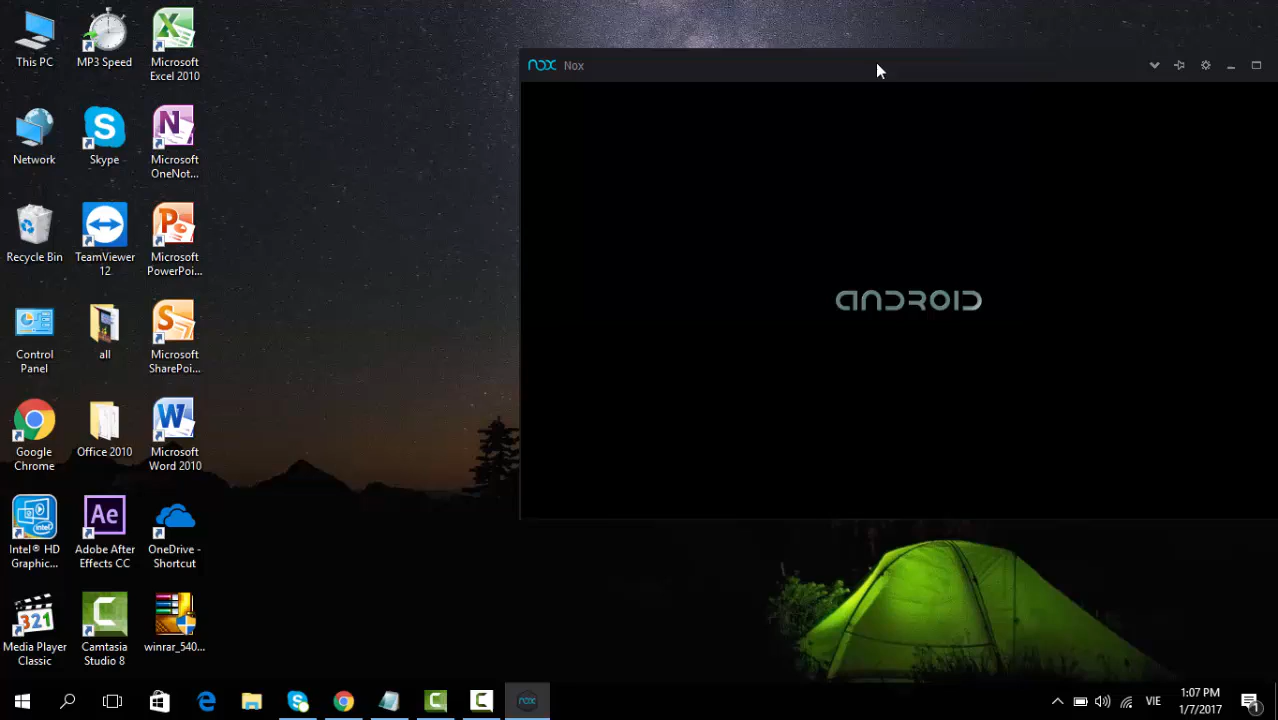 This PC
MP3 Speed
Microsoft
Excel 2010
Network
Skype
Microsoft
OneNot...
Recycle Bin
TeamViewer
12
Microsoft
PowerPoi...
Control
Panel
all
Microsoft
SharePoi...
Google
Chrome
Office 2010
Microsoft
Word 2010
Intel® HD
Graphic...
Adobe After
Effects CC
OneDrive -
Shortcut
Media Player
Classic
Camtasia
Studio 8
winrar_540...
nox Nox
ANDROID
VIE
1:07 PM
1/7/2017